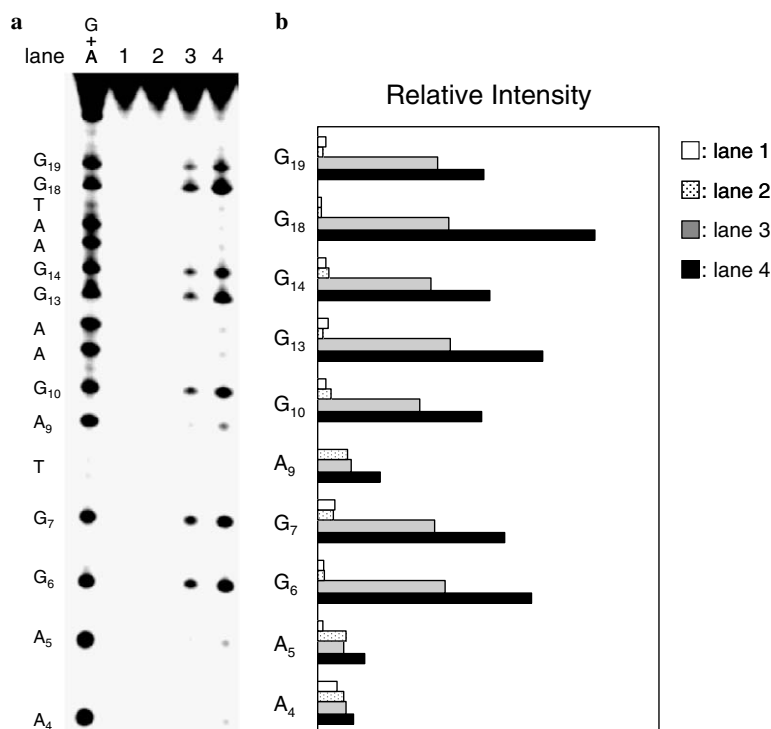 a
G
+
A
lane 1 2 3 4
G19
G18
T
A
A
G14
G13
A
A
G10
A9
T
G7
G6
A5
A4
b
Relative Intensity
G19
G18
G14
G13
G10
A9
G7
G6
A5
A4
: lane 1
: lane 2
: lane 3
: lane 4